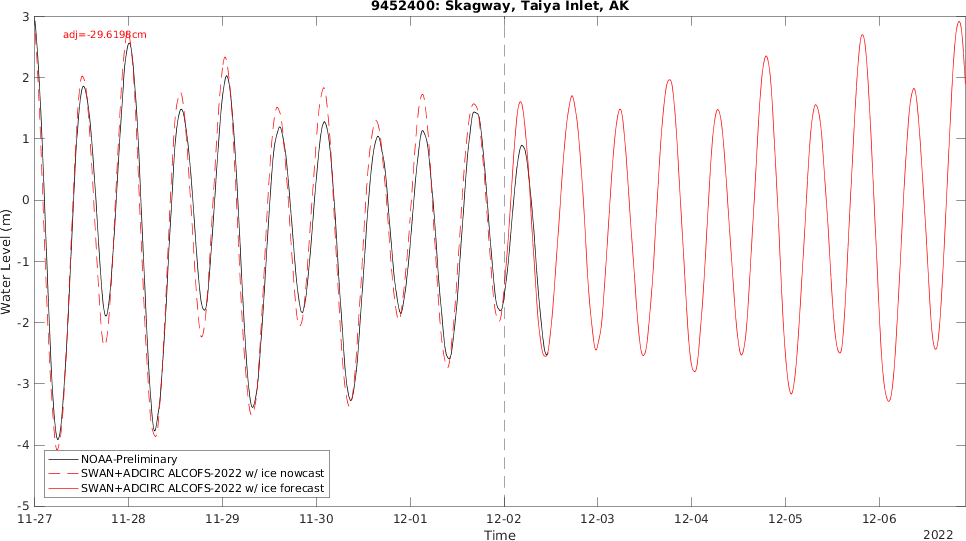 9452400: Skagway, Taiya Inlet, AK
adj=-29.6198cm
Water Level (m)
3
2
1
0
-1
-2
-3
-4
-5
NOAA-Preliminary
SWAN+ADCIRC ALCOFS-2022 w/ ice nowcast
SWAN+ADCIRC ALCOFS-2022 w/ ice forecast
11-27 11-28 11-29 11-30 12-01 12-02 12-03 12-04 12-05 12-06
Time
2022